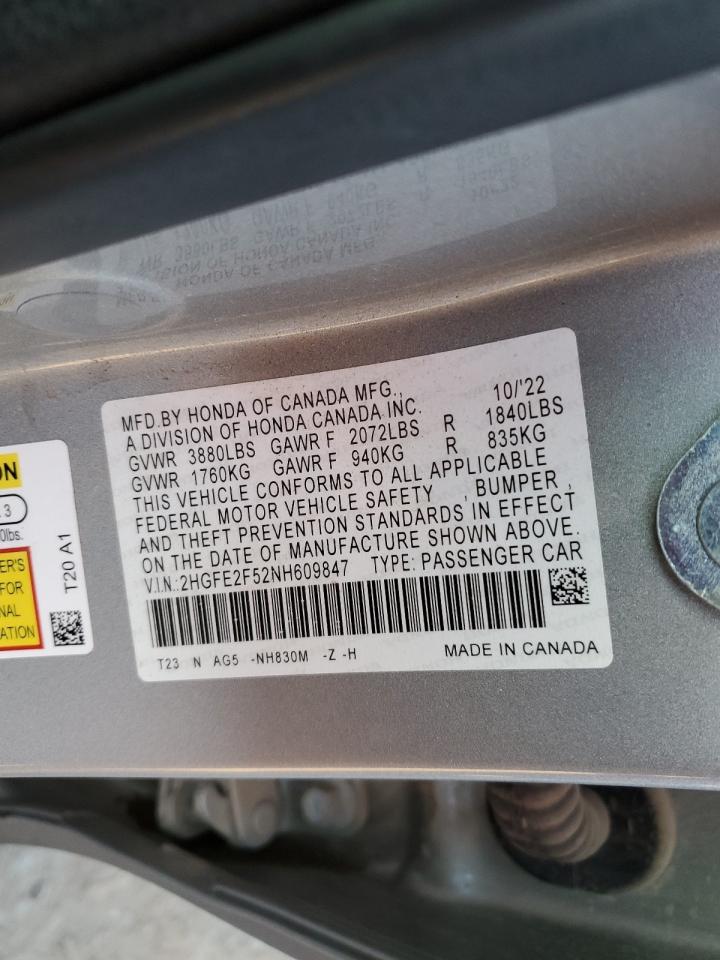 MFD.BY HONDA OF CANADA MFG., 10/'22
A DIVISION OF HONDA CANADA INC.
GVWR 3880LBS GAWR F 2072LBS R 1840LBS
GVWR 1760KG GAWR F 940KG R 835KG
THIS VEHICLE CONFORMS TO ALL APPLICABLE
FEDERAL MOTOR VEHICLE SAFETY , BUMPER ,
AND THEFT PREVENTION STANDARDS IN EFFECT
ON THE DATE OF MANUFACTURE SHOWN ABOVE.
V.I.N.:2HGFE2F52NH609847 TYPE: PASSENGER CAR
T23 N AG5 -NH830M -Z -H MADE IN CANADA
T20 A1